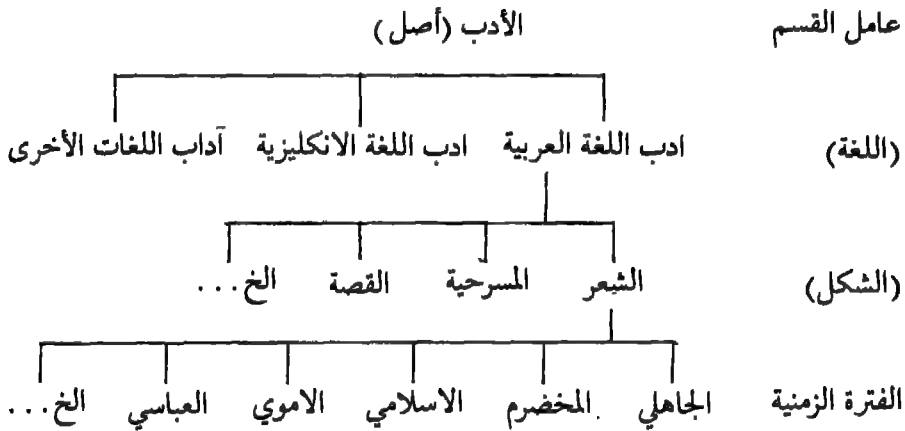 عامل القسم الأدب (أصل)
(اللغة) ادب اللغة العربية ادب اللغة الانكليزية آداب اللغات الأخرى
(الشكل) الشعر المسرحية القصة الخ...
الفترة الزمنية الجاهلي المخضرم الاسلامي الاموي العباسي الخ...